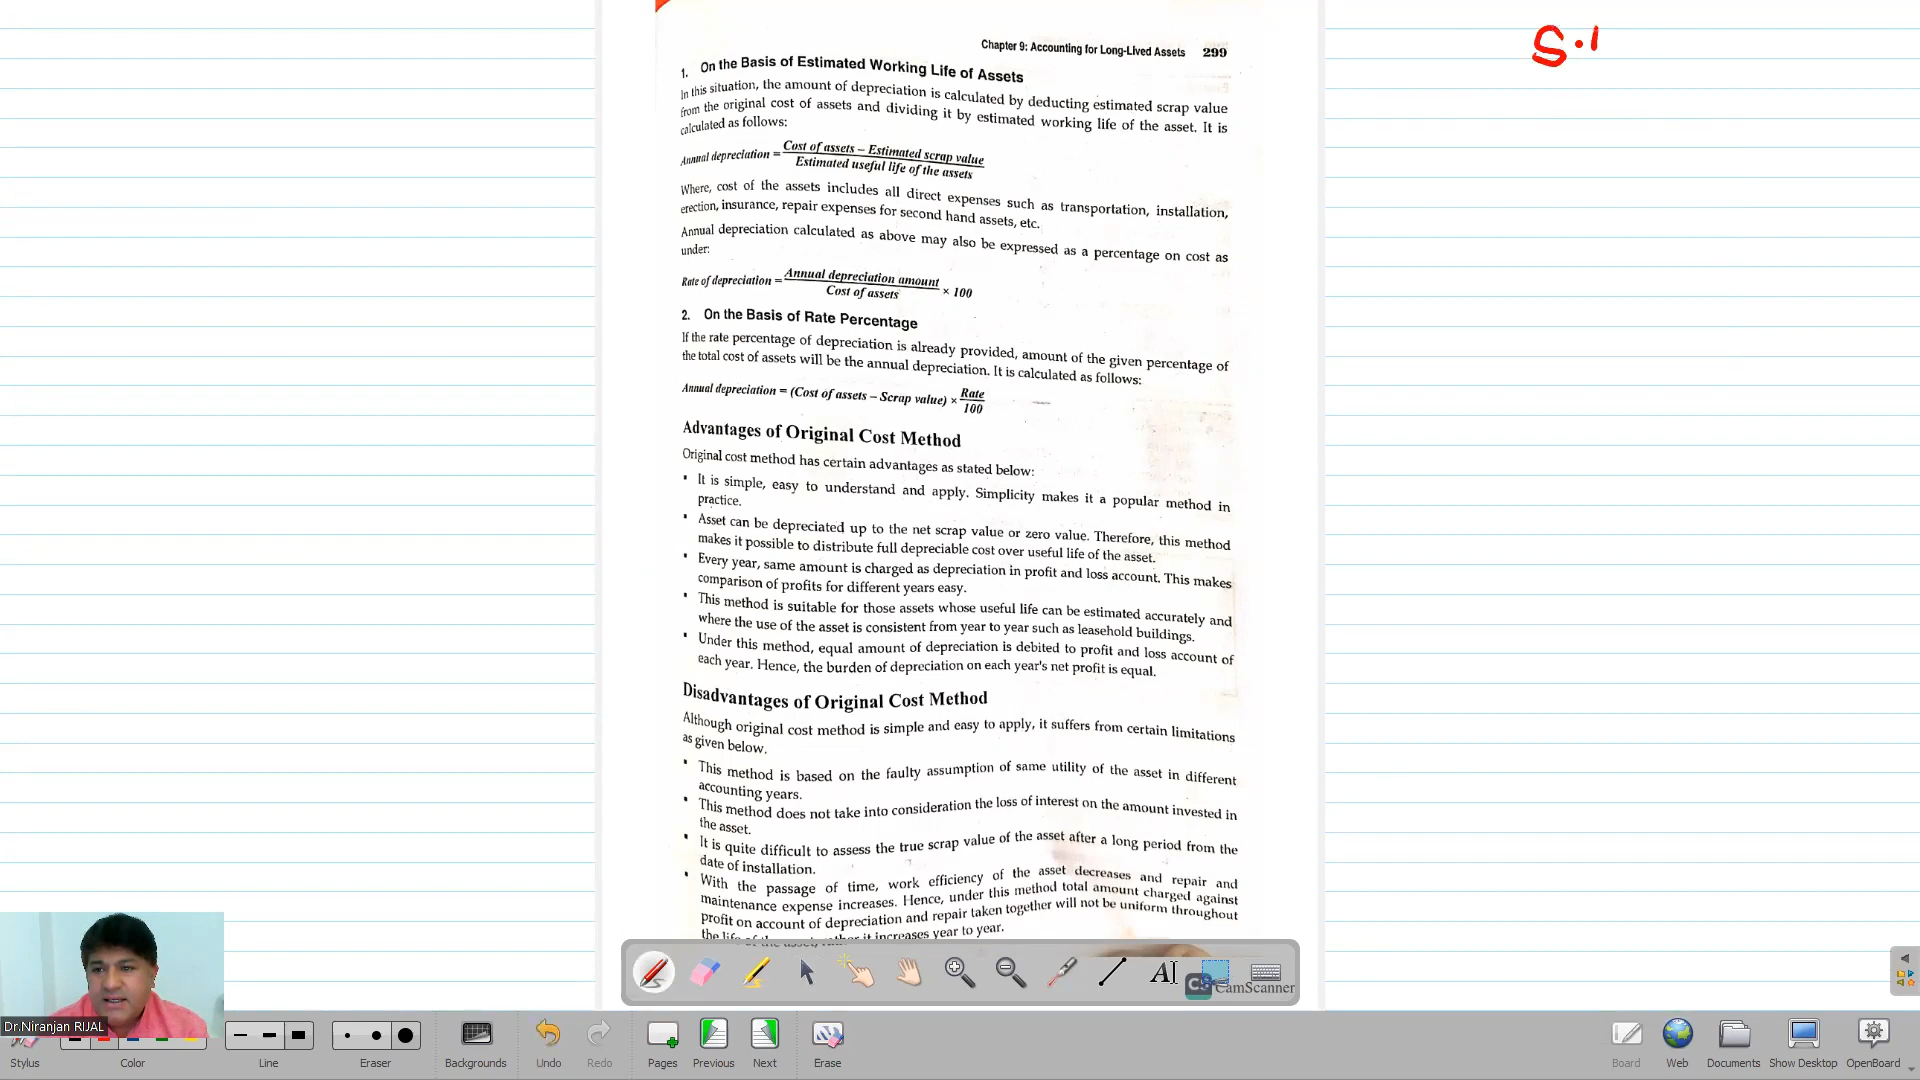 S.I
Chapter 9: Accounting for Long-Lived Assets 299
1. On the Basis of Estimated Working Life of Assets
In this situation, the amount of depreciation is calculated by deducting estimated scrap value
from the original cost of assets and dividing it by estimated working life of the asset. It is
calculated as follows:
Annual depreciation = Cost of assets – Estimated scrap value
Estimated useful life of the assets
Where, cost of the assets includes all direct expenses such as transportation, installation,
erection, insurance, repair expenses for second hand assets, etc.
Annual depreciation calculated as above may also be expressed as a percentage on cost as
under:
Rate of depreciation = Annual depreciation amount
Cost of assets × 100
2. On the Basis of Rate Percentage
If the rate percentage of depreciation is already provided, amount of the given percentage of
the total cost of assets will be the annual depreciation. It is calculated as follows:
Annual depreciation = (Cost of assets – Scrap value) × Rate
100
Advantages of Original Cost Method
Original cost method has certain advantages as stated below:
• It is simple, easy to understand and apply. Simplicity makes it a popular method in
practice.
• Asset can be depreciated up to the net scrap value or zero value. Therefore, this method
makes it possible to distribute full depreciable cost over useful life of the asset.
• Every year, same amount is charged as depreciation in profit and loss account. This makes
comparison of profits for different years easy.
• This method is suitable for those assets whose useful life can be estimated accurately and
where the use of the asset is consistent from year to year such as leasehold buildings.
• Under this method, equal amount of depreciation is debited to profit and loss account of
each year. Hence, the burden of depreciation on each year's net profit is equal.
Disadvantages of Original Cost Method
Although original cost method is simple and easy to apply, it suffers from certain limitations
as given below.
• This method is based on the faulty assumption of same utility of the asset in different
accounting years.
• This method does not take into consideration the loss of interest on the amount invested in
the asset.
• It is quite difficult to assess the true scrap value of the asset after a long period from the
date of installation.
• With the passage of time, work efficiency of the asset decreases and repair and
maintenance expense increases. Hence, under this method total amount charged against
profit on account of depreciation and repair taken together will not be uniform throughout
the life of the asset, it increases year to year.
AI
CS CamScanner
Dr.Niranjan RIJAL
Stylus Color Line Eraser Backgrounds Undo Redo Pages Previous Next Erase Board Web Documents Show Desktop OpenBoard